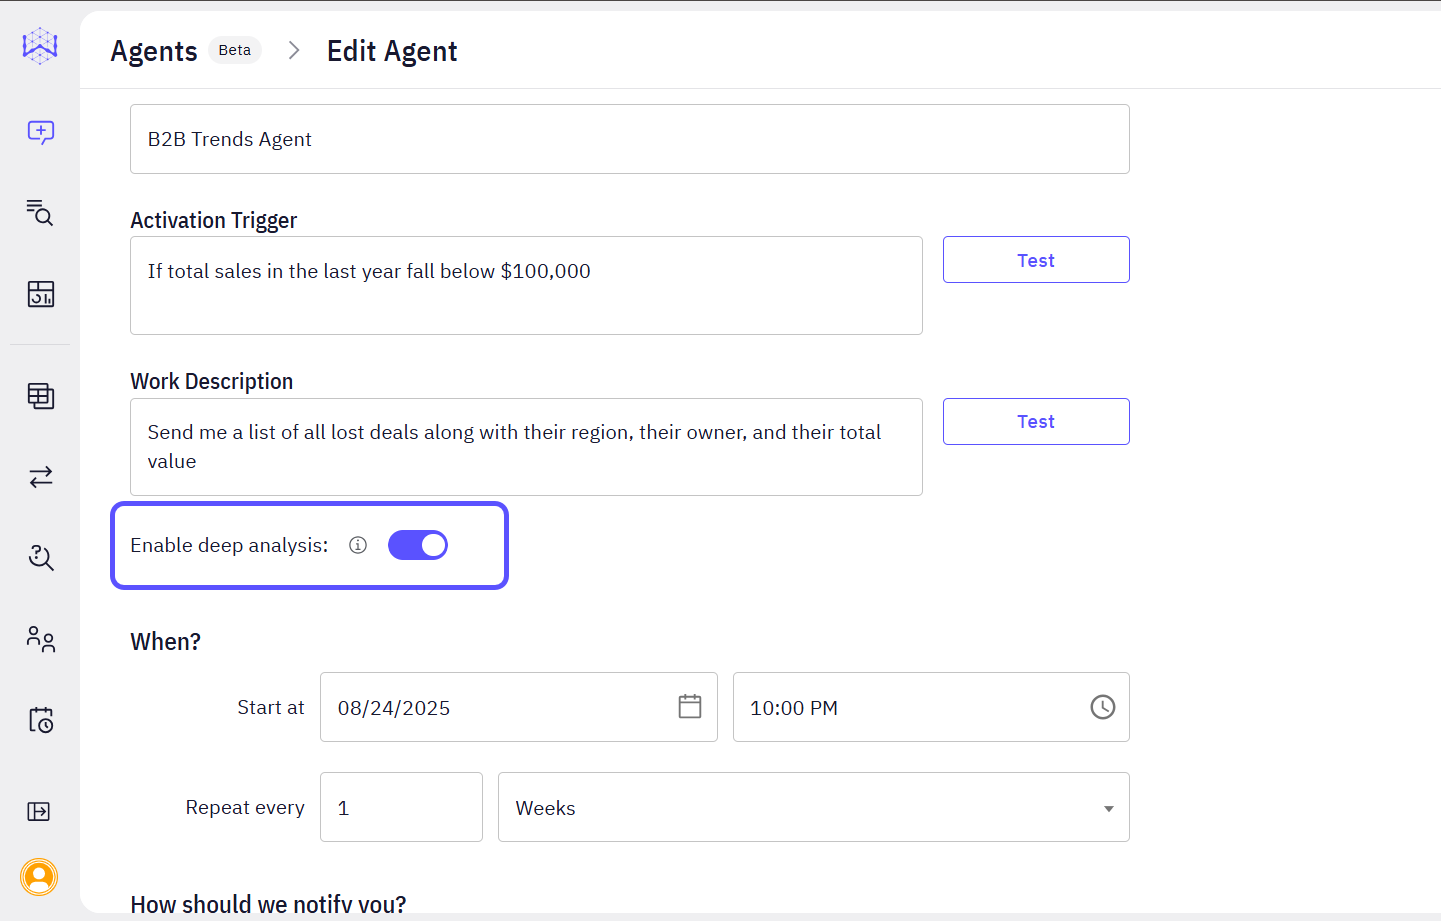 Agents Beta > Edit Agent
B2B Trends Agent
Activation Trigger
If total sales in the last year fall below $100,000
Test
Work Description
Send me a list of all lost deals along with their region, their owner, and their total
value
Test
Enable deep analysis:
When?
Start at 08/24/2025 10:00 PM
Repeat every 1 Weeks
How should we notify you?